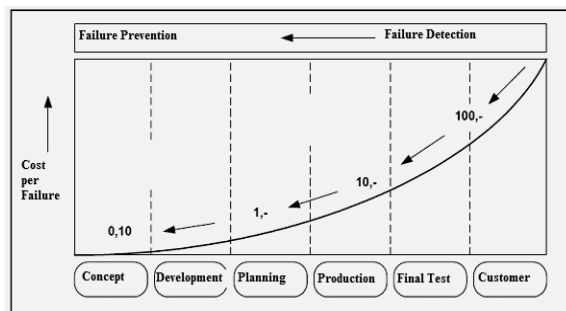 Failure Prevention
Failure Detection
100,-
Cost
per
Failure
10,-
1,-
0,10
Concept
Development
Planning
Production
Final Test
Customer